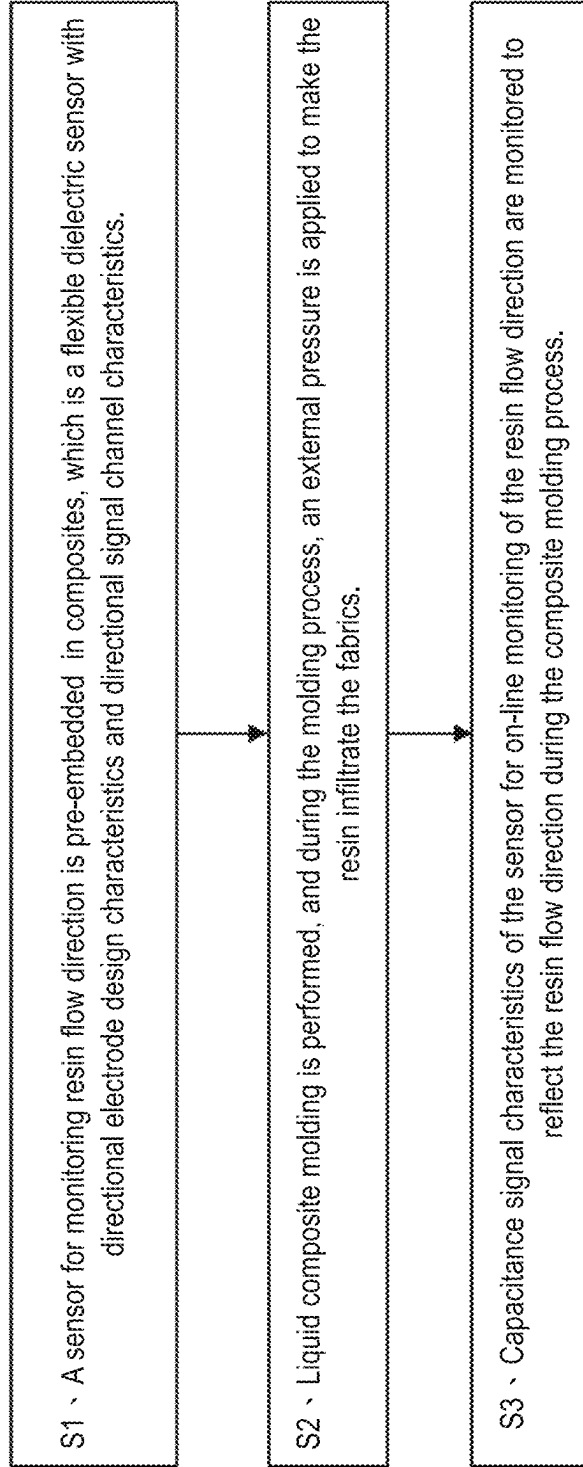 S1、A sensor for monitoring resin flow direction is pre-embedded in composites, which is a flexible dielectric sensor with
directional electrode design characteristics and directional signal channel characteristics.
S2、Liquid composite molding is performed, and during the molding process, an external pressure is applied to make the
resin infiltrate the fabrics.
S3、Capacitance signal characteristics of the sensor for on-line monitoring of the resin flow direction are monitored to
reflect the resin flow direction during the composite molding process.